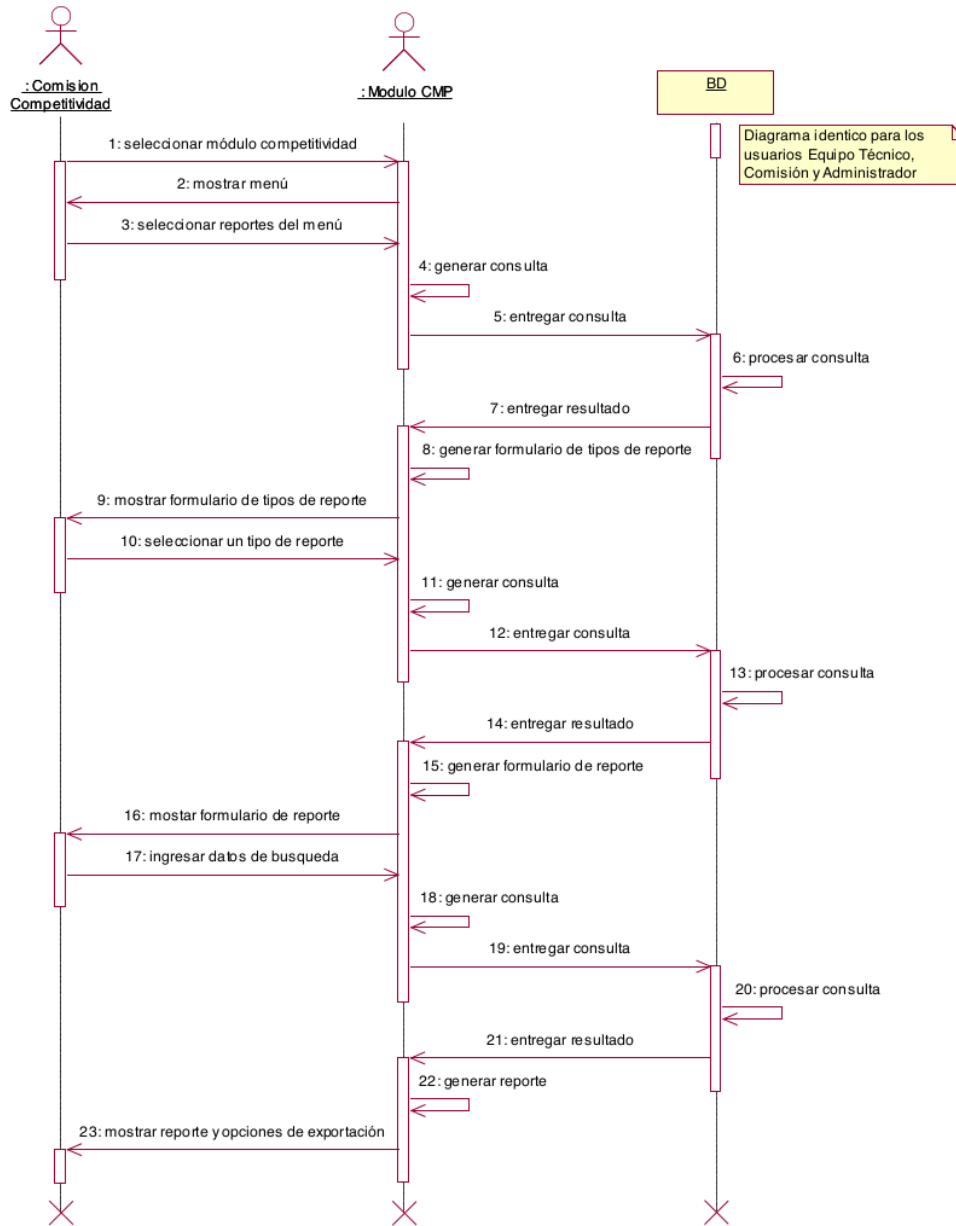 : Comision
Competitividad
: Modulo CMP
BD
Diagrama identico para los
usuarios Equipo Técnico,
Comisión y Administrador
1: seleccionar módulo competitividad
2: mostrar menú
3: seleccionar reportes del menú
4: generar consulta
5: entregar consulta
6: procesar consulta
7: entregar resultado
8: generar formulario de tipos de reporte
9: mostrar formulario de tipos de reporte
10: seleccionar un tipo de reporte
11: generar consulta
12: entregar consulta
13: procesar consulta
14: entregar resultado
15: generar formulario de reporte
16: mostar formulario de reporte
17: ingresar datos de busqueda
18: generar consulta
19: entregar consulta
20: procesar consulta
21: entregar resultado
22: generar reporte
23: mostrar reporte y opciones de exportación